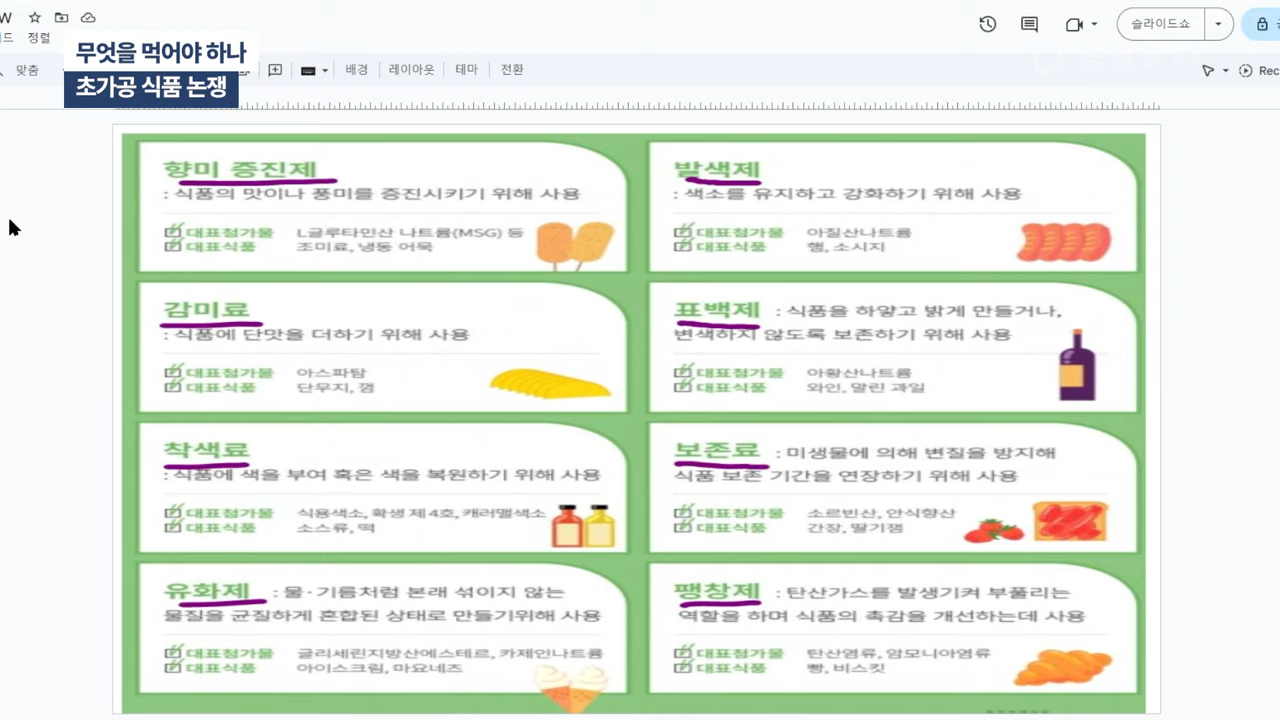 W
드
정렬
슬라이드쇼
무엇을 먹어야 하나
초가공 식품 논쟁
맞춤
배경
레이아웃
테마
전환
Rec
향미 증진제
: 식품의 맛이나 풍미를 증진시키기 위해 사용
대표첨가물 L글루타민산 나트륨(MSG) 등
대표식품 조미료, 냉동 어묵
발색제
: 색소를 유지하고 강화하기 위해 사용
대표첨가물 아질산나트륨
대표식품 햄, 소시지
감미료
: 식품에 단맛을 더하기 위해 사용
대표첨가물 아스파탐
대표식품 단무지, 껌
표백제 : 식품을 하얗고 밝게 만들거나,
변색하지 않도록 보존하기 위해 사용
대표첨가물 아황산나트륨
대표식품 와인, 말린 과일
착색료
: 식품에 색을 부여 혹은 색을 복원하기 위해 사용
대표첨가물 식용색소, 확생 제4호, 캐러멜색소
대표식품 소스류, 떡
보존료 : 미생물에 의해 변질을 방지해
식품 보존 기간을 연장하기 위해 사용
대표첨가물 소르빈산, 안식향산
대표식품 간장, 딸기잼
유화제 : 물·기름처럼 본래 섞이지 않는
물질을 균질하게 혼합된 상태로 만들기위해 사용
대표첨가물 글리세린지방산에스테르, 카제인나트륨
대표식품 아이스크림, 마요네즈
팽창제 : 탄산가스를 발생기켜 부풀리는
역할을 하며 식품의 촉감을 개선하는데 사용
대표첨가물 탄산염류, 암모니아염류
대표식품 빵, 비스킷